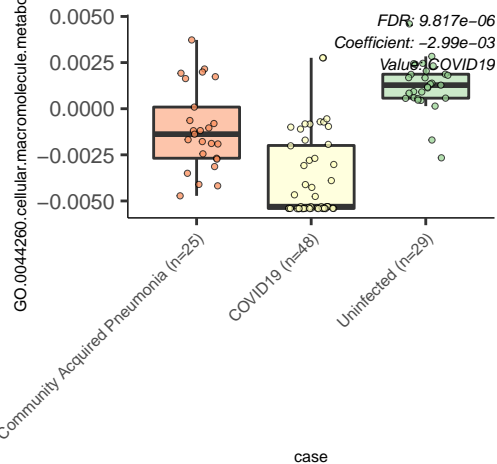 GO.0044260.cellular.macromolecule.metabo
0.0050
0.0025
0.0000
−0.0025
−0.0050
FDR: 9.817e−06
Coefficient: −2.99e−03
Value: COVID19
Community Acquired Pneumonia (n=25)
COVID19 (n=48)
Uninfected (n=29)
case